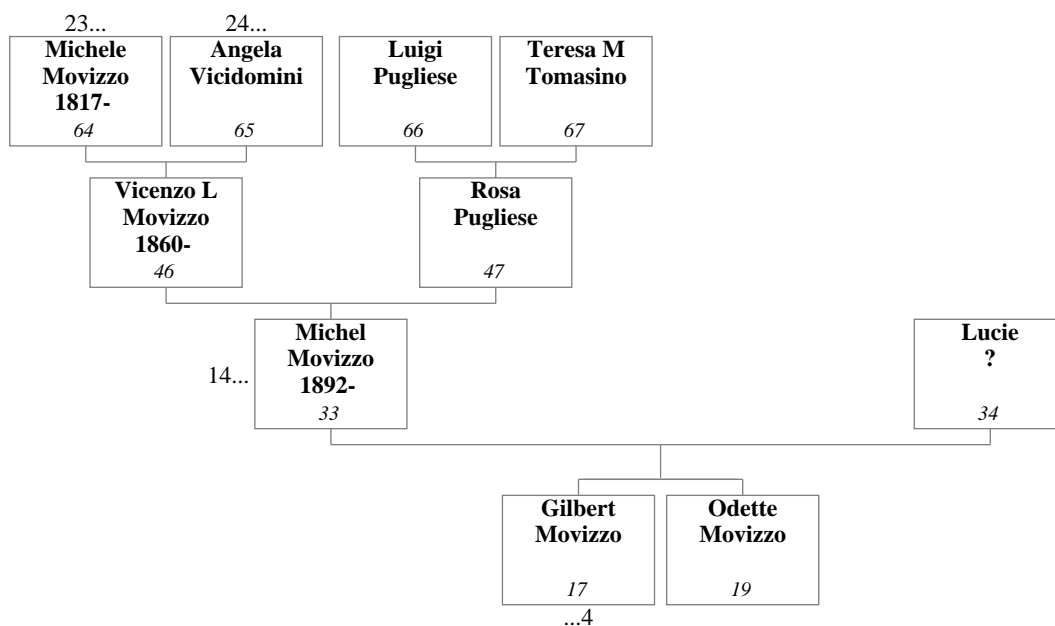 23...
24...
Michele
Movizzo
1817-
64
Angela
Vicidomini
65
Luigi
Pugliese
66
Teresa M
Tomasino
67
Vicenzo L
Movizzo
1860-
46
Rosa
Pugliese
47
14...
Michel
Movizzo
1892-
33
Lucie
?
34
Gilbert
Movizzo
17
Odette
Movizzo
19
...4